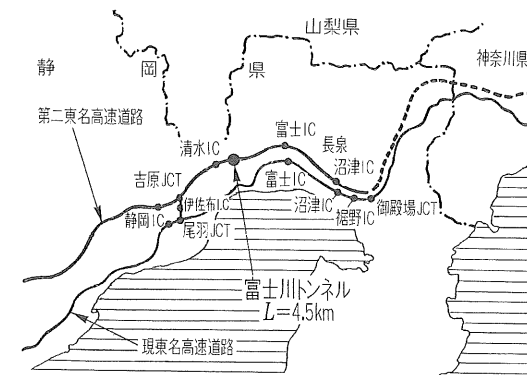 山梨県
神奈川県
静岡県
第二東名高速道路
清水IC
富士IC
長泉
沼津IC
吉原JCT
富士IC
伊佐布I.C
静岡IC
尾羽JCT
沼津IC
裾野IC
御殿場JCT
富士川トンネル
L=4.5km
現東名高速道路